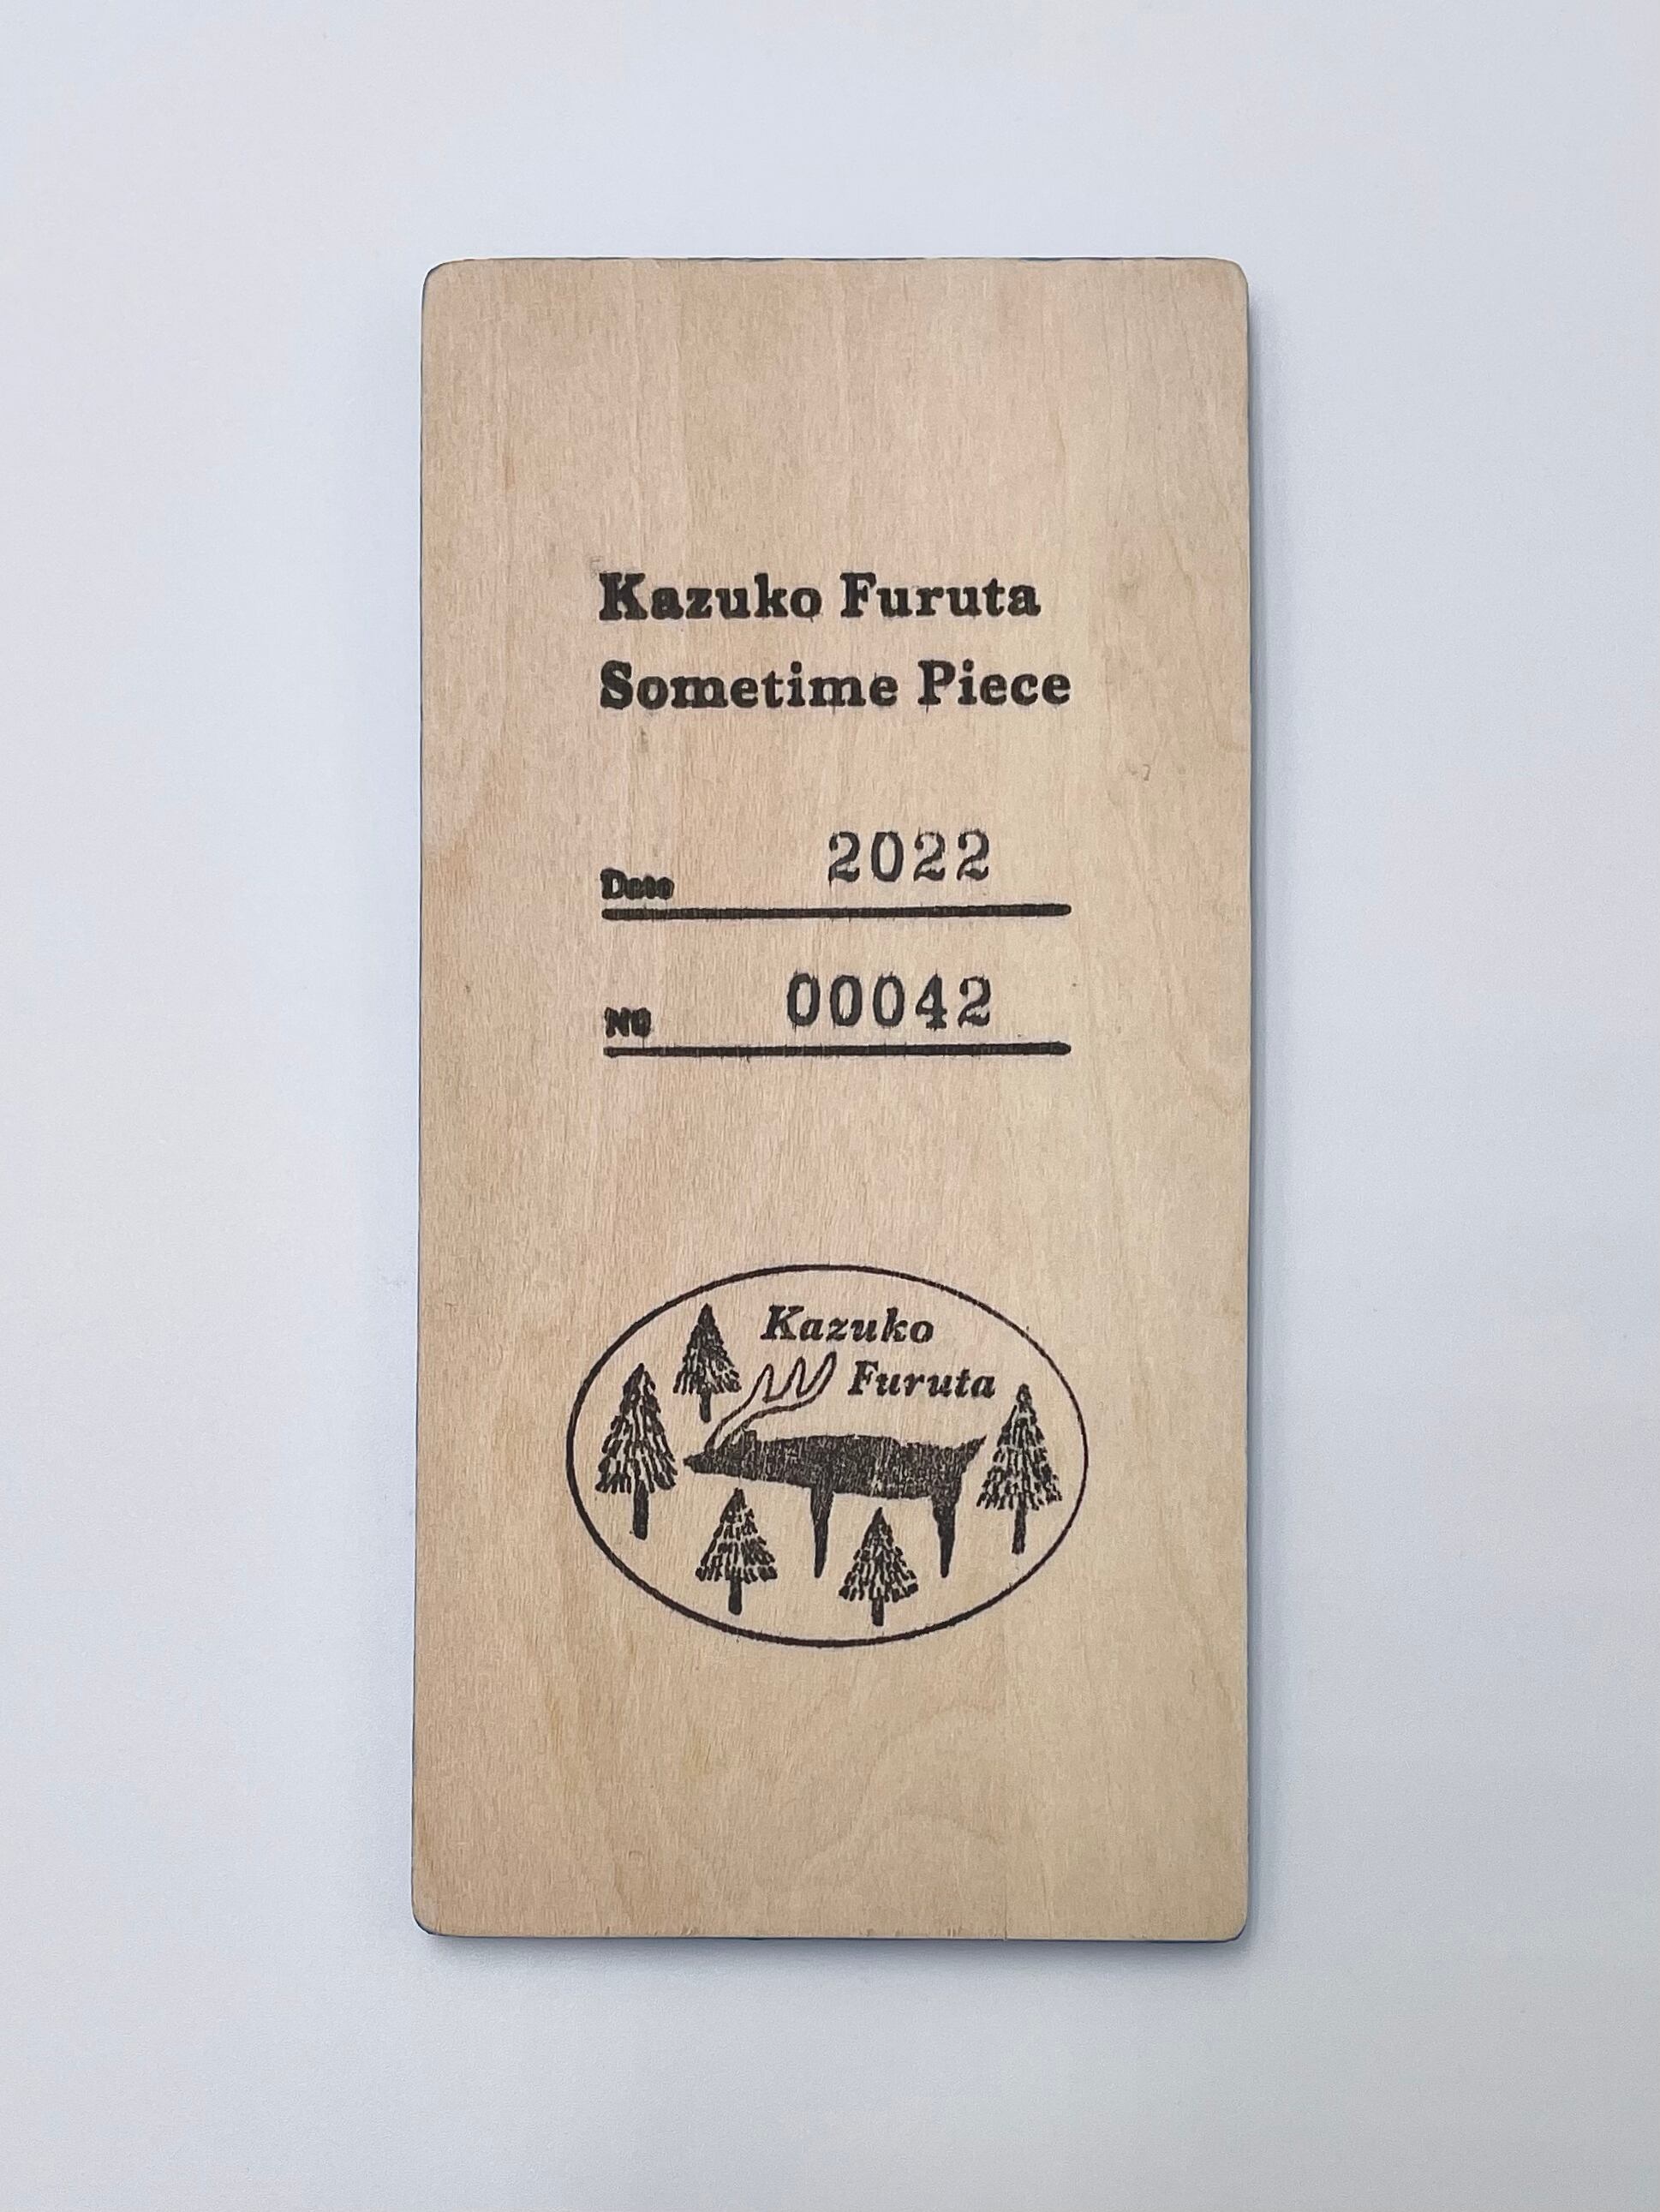 Kazuko Furuta
Sometime Piece
Date 2022
No 00042
Kazuko
Furuta